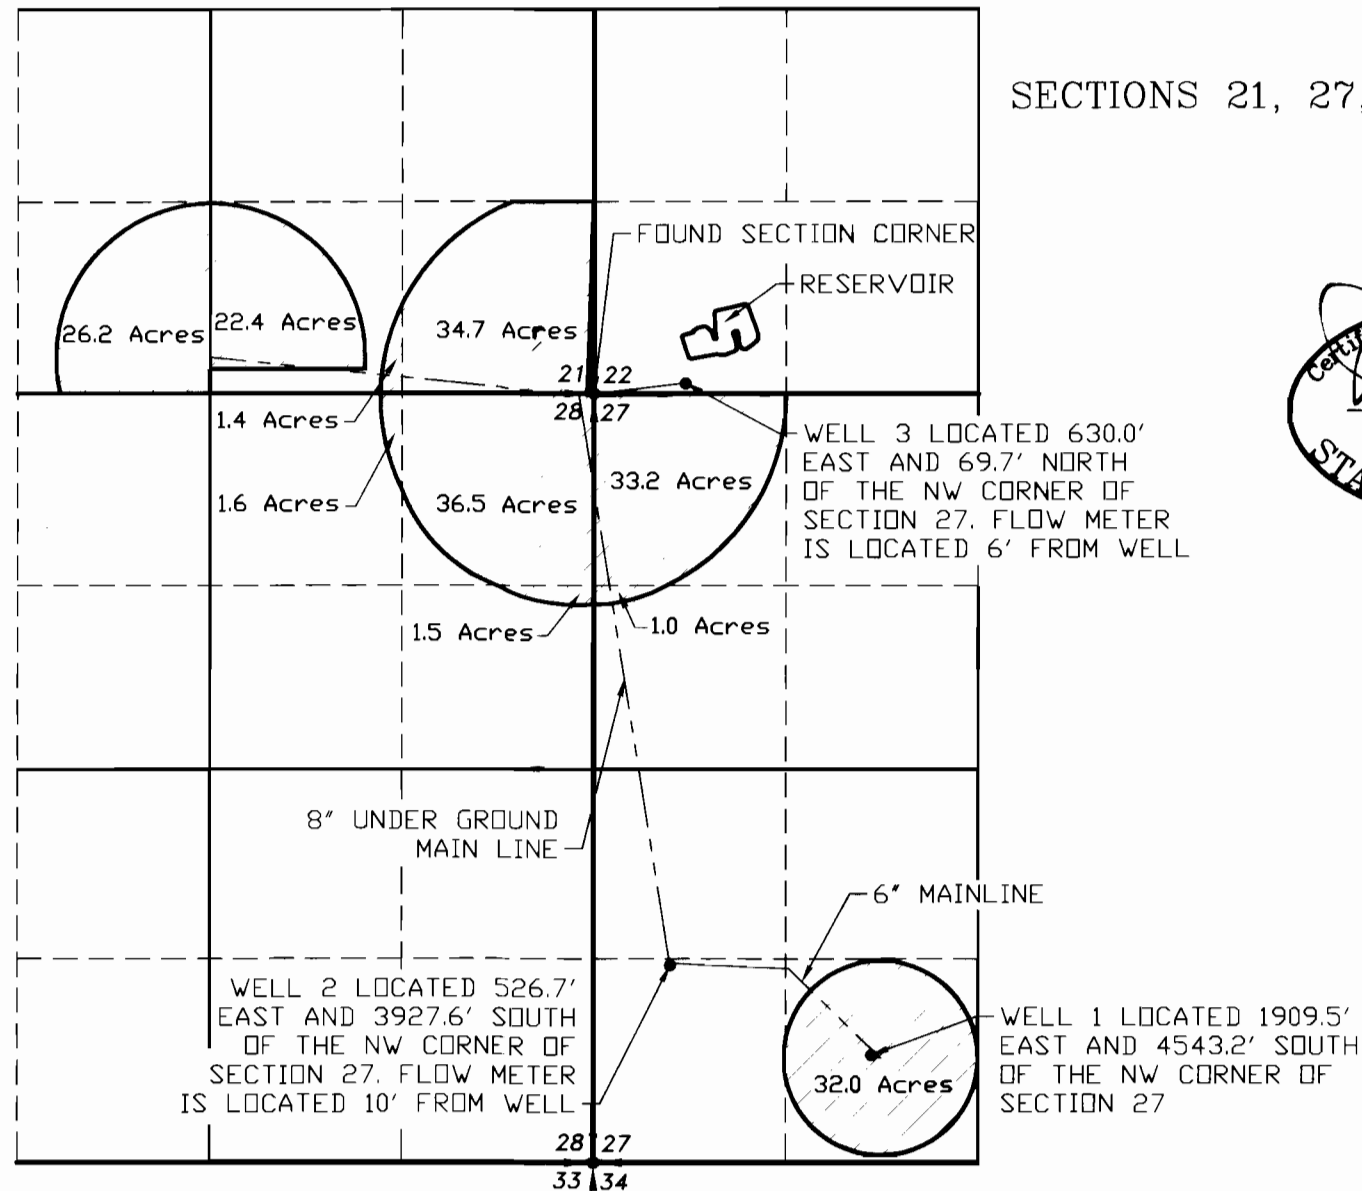 SECTIONS 21, 27,
FOUND SECTION CORNER
RESERVOIR
26.2 Acres
22.4 Acres
34.7 Acres
21 22
28 27
1.4 Acres
1.6 Acres
36.5 Acres
33.2 Acres
WELL 3 LOCATED 630.0'
EAST AND 69.7' NORTH
OF THE NW CORNER OF
SECTION 27. FLOW METER
IS LOCATED 6' FROM WELL
1.5 Acres
1.0 Acres
8" UNDER GROUND
MAIN LINE
6" MAINLINE
WELL 2 LOCATED 526.7'
EAST AND 3927.6' SOUTH
OF THE NW CORNER OF
SECTION 27. FLOW METER
IS LOCATED 10' FROM WELL
WELL 1 LOCATED 1909.5'
EAST AND 4543.2' SOUTH
OF THE NW CORNER OF
SECTION 27
32.0 Acres
28 27
33 34